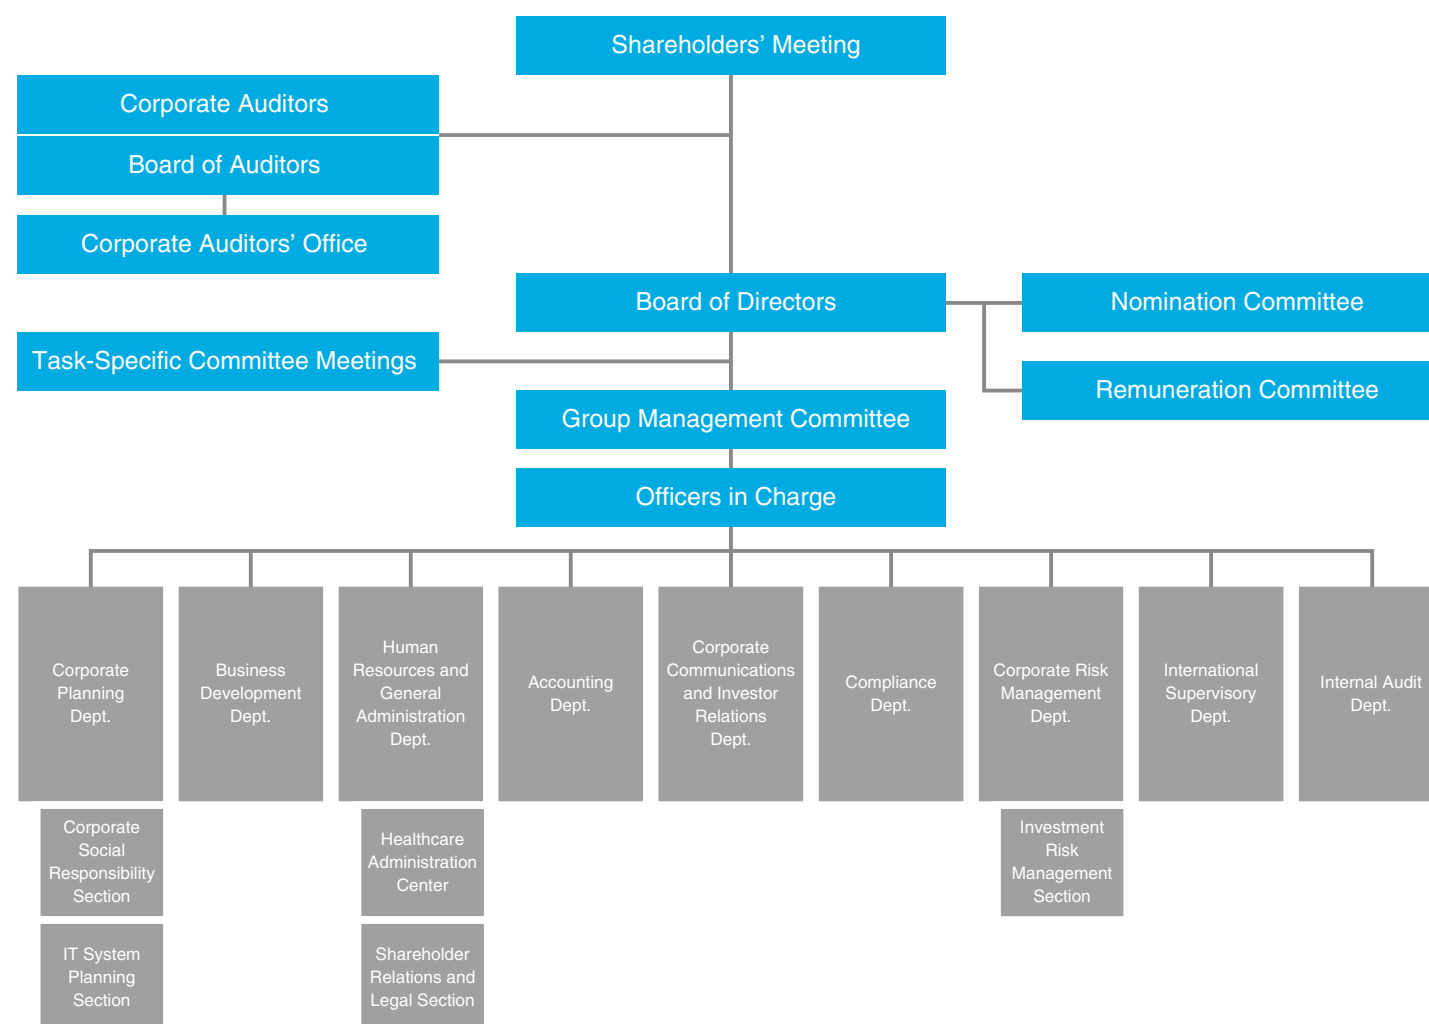 Shareholders’ Meeting
Corporate Auditors
Board of Auditors
Corporate Auditors’ Office
Board of Directors
Nomination Committee
Task-Specific Committee Meetings
Remuneration Committee
Group Management Committee
Officers in Charge
Corporate
Planning
Dept.
Business
Development
Dept.
Human
Resources and
General
Administration
Dept.
Accounting
Dept.
Corporate
Communications
and Investor
Relations
Dept.
Compliance
Dept.
Corporate Risk
Management
Dept.
International
Supervisory
Dept.
Internal Audit
Dept.
Corporate
Social
Responsibility
Section
Healthcare
Administration
Center
Investment
Risk
Management
Section
IT System
Planning
Section
Shareholder
Relations and
Legal Section